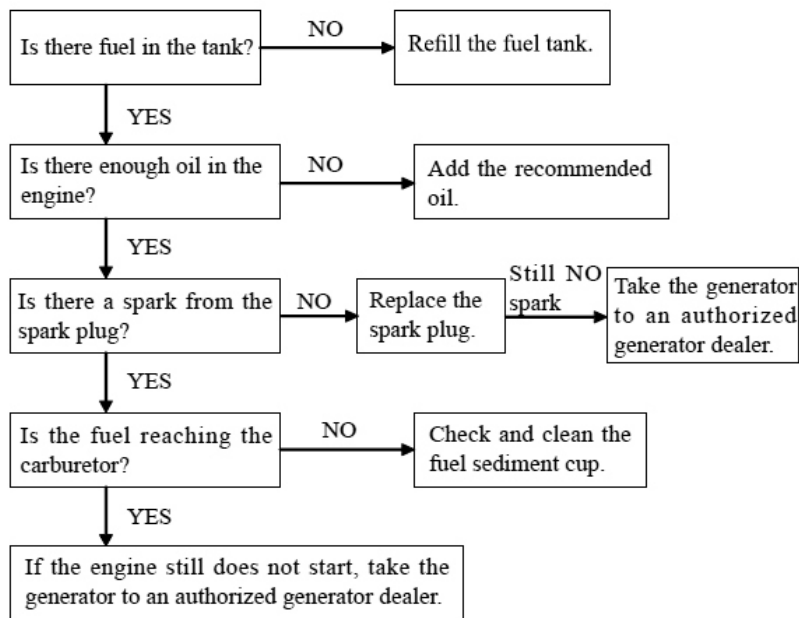 Is there fuel in the tank?
NO
Refill the fuel tank.
YES
Is there enough oil in the
engine?
NO
Add the recommended
oil.
YES
Is there a spark from the
spark plug?
NO
Replace the
spark plug.
Still NO
spark
Take the generator
to an authorized
generator dealer.
YES
Is the fuel reaching the
carburetor?
NO
Check and clean the
fuel sediment cup.
YES
If the engine still does not start, take the
generator to an authorized generator dealer.